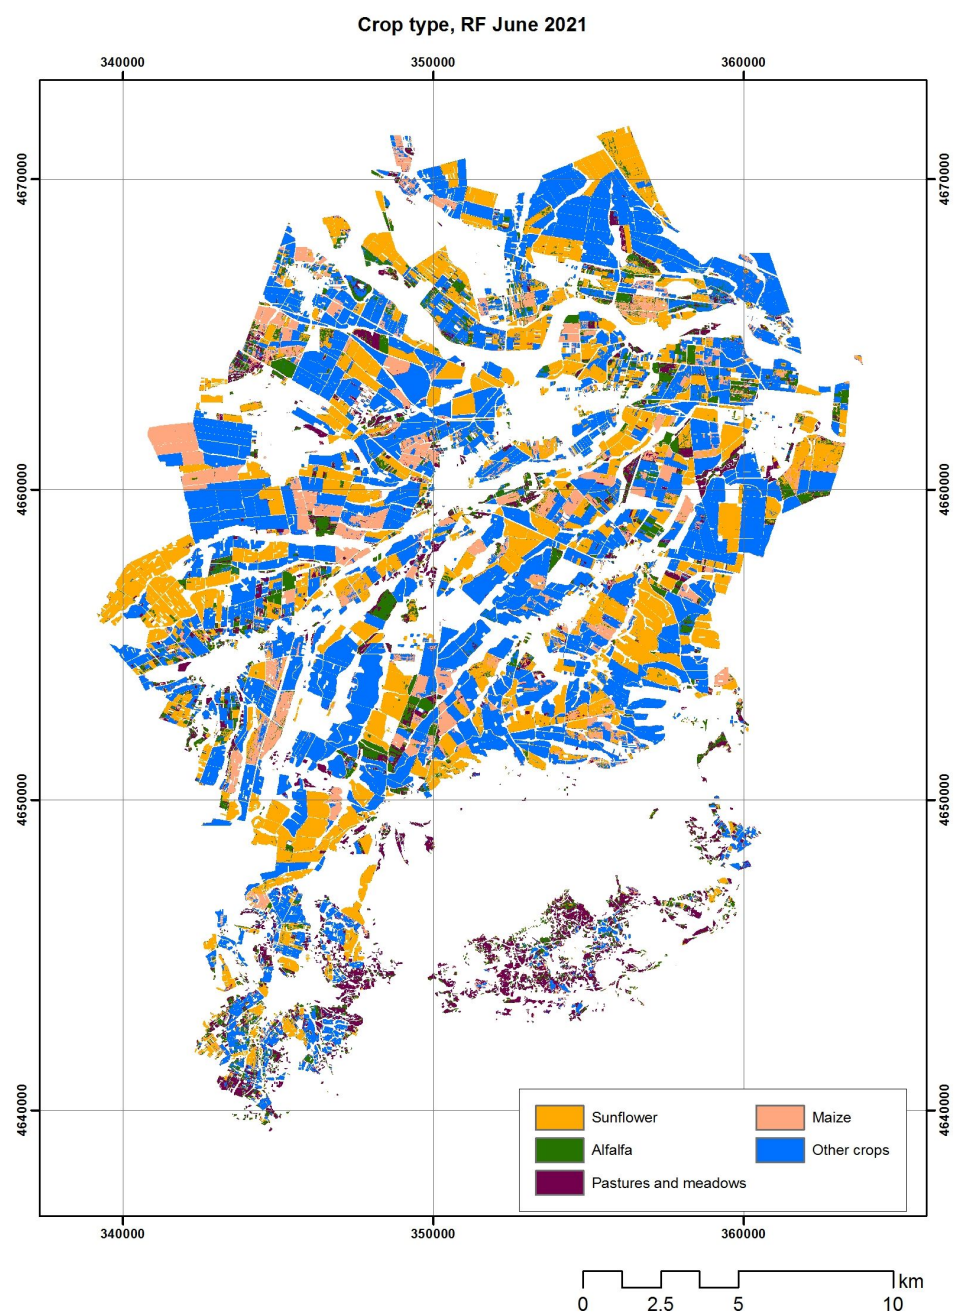 Crop type, RF June 2021
340000 350000 360000
4670000 4670000
4660000 4660000
4650000 4650000
4640000 4640000
Sunflower Maize
Alfalfa Other crops
Pastures and meadows
340000 350000 360000
km
0 2.5 5 10